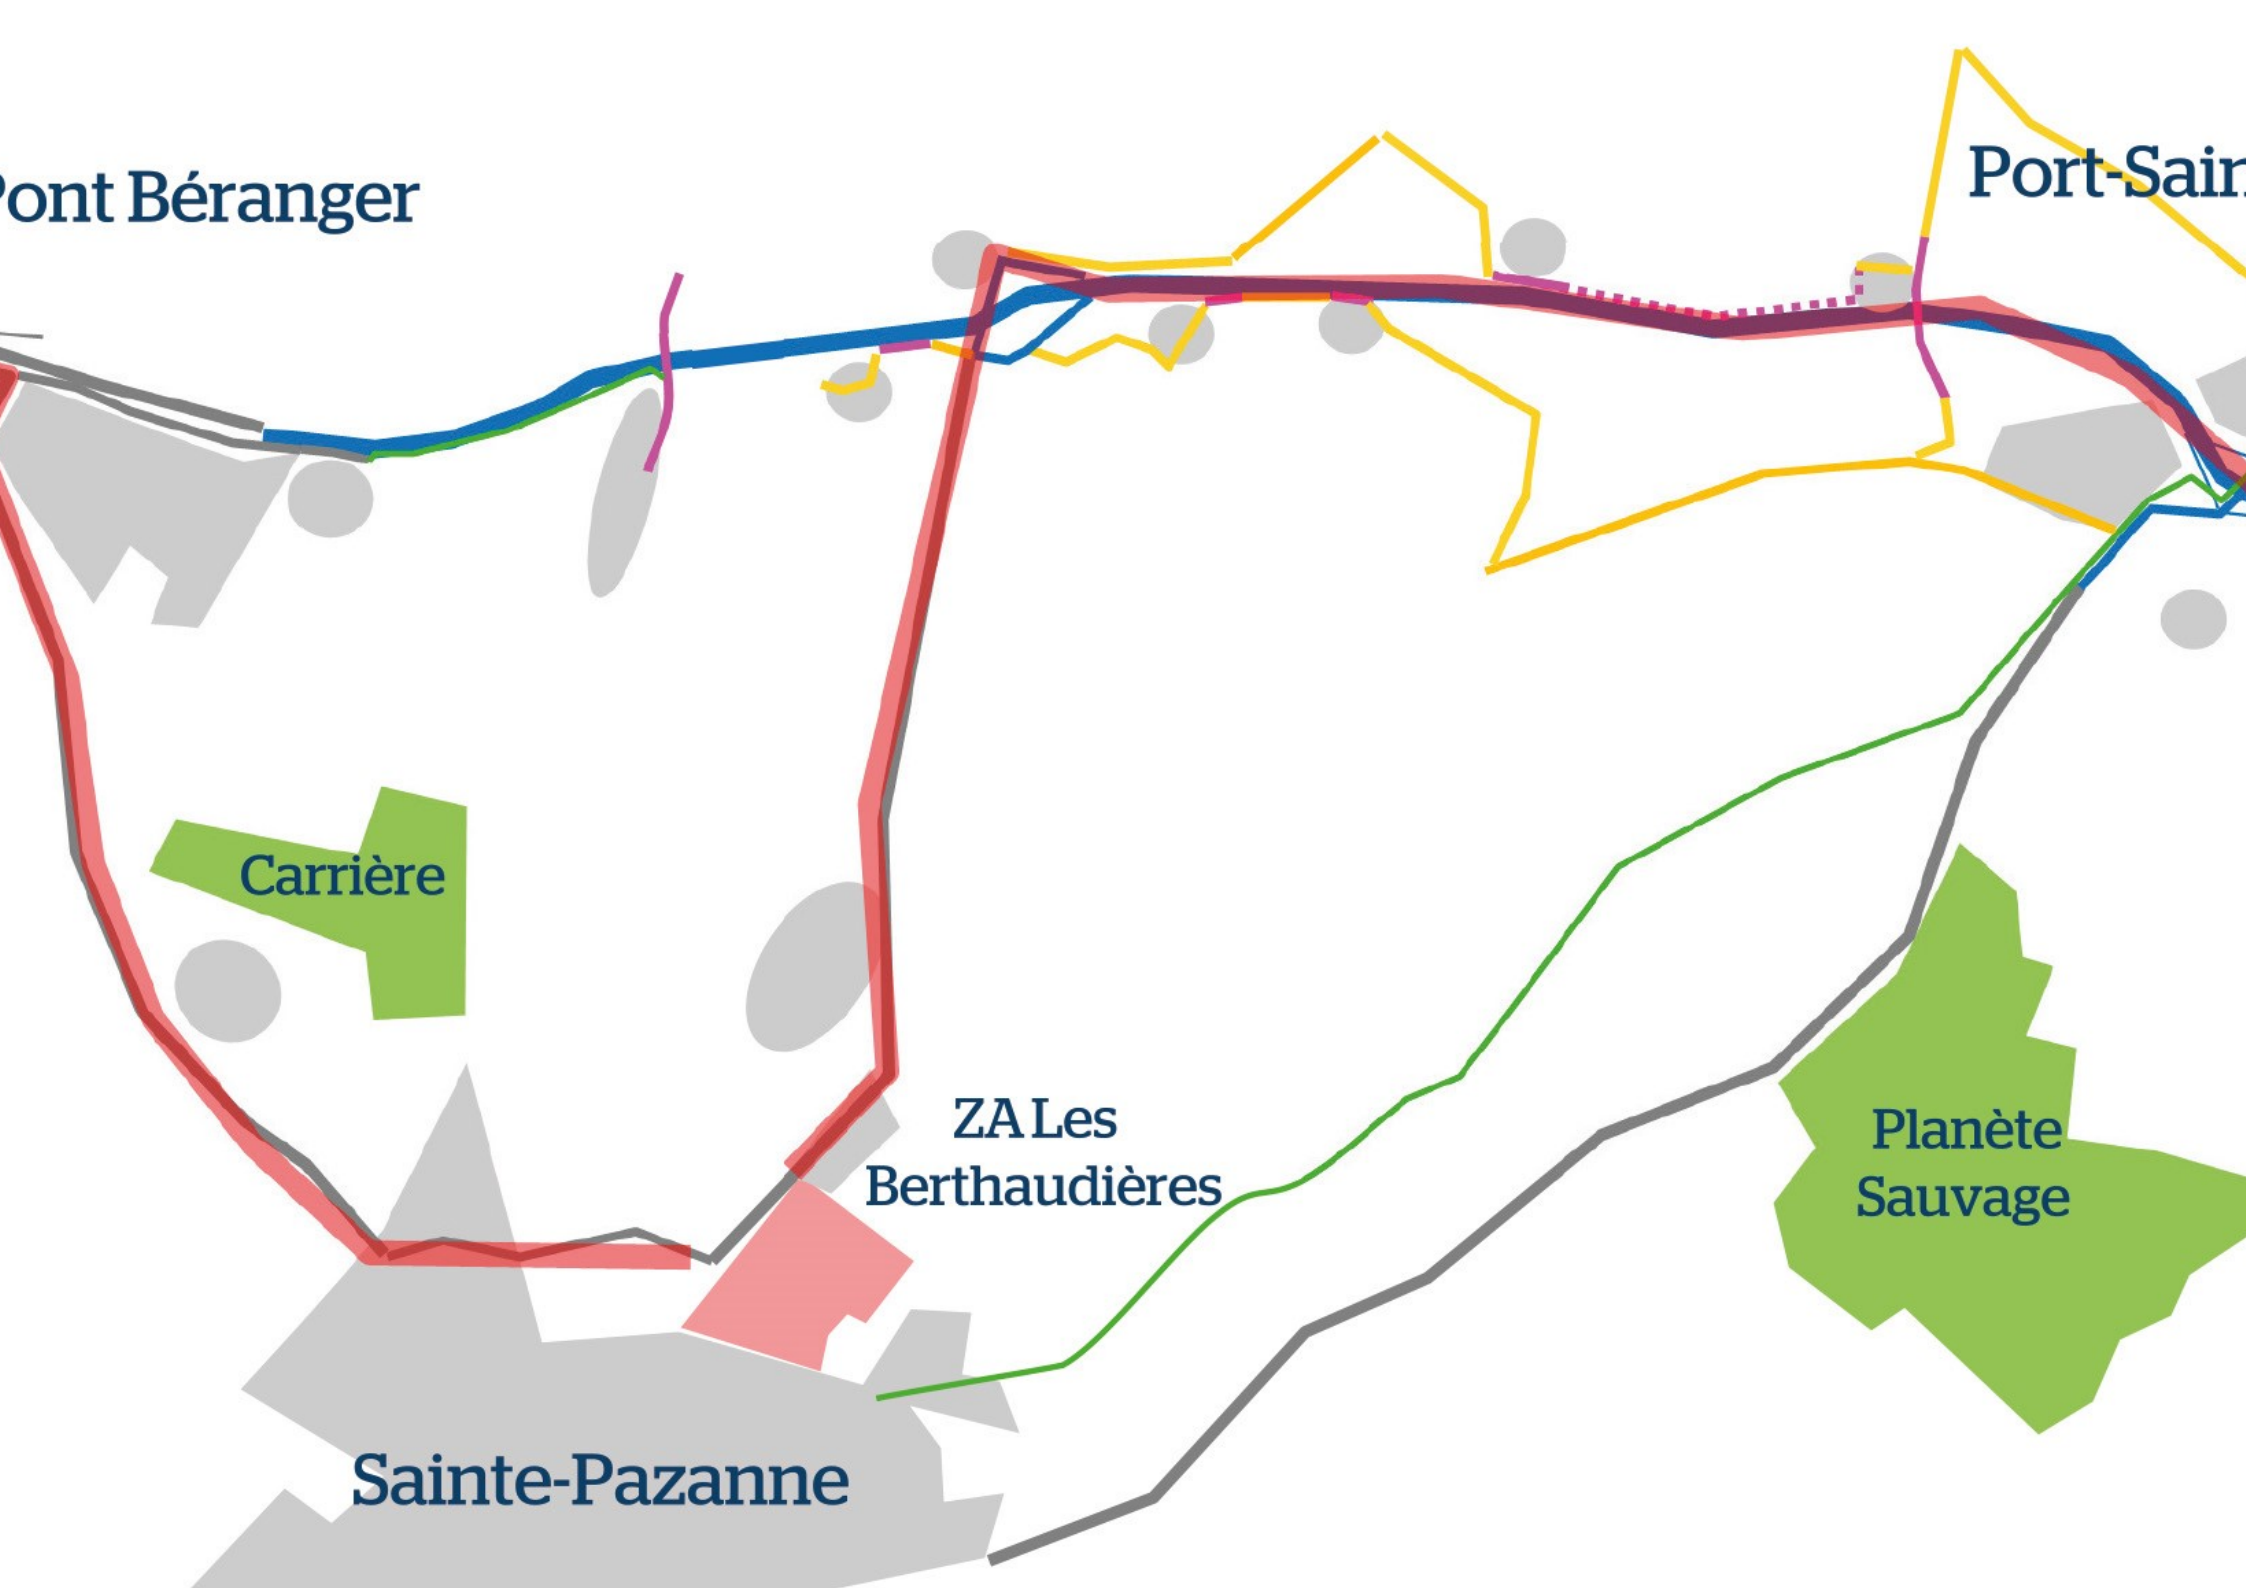 Pont Béranger
Port-Sain
Carrière
ZA Les
Berthaudières
Planète
Sauvage
Sainte-Pazanne